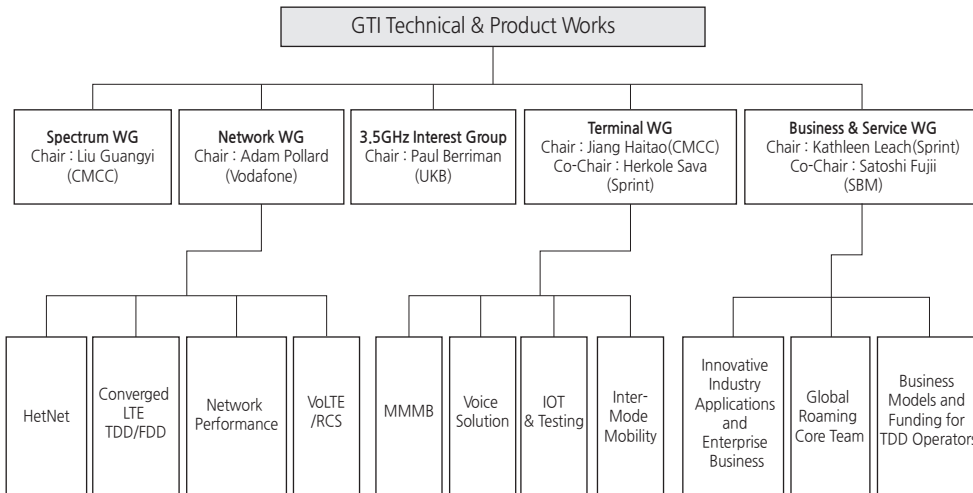 GTI Technical & Product Works
Spectrum WG
Chair : Liu Guangyi
(CMCC)
Network WG
Chair : Adam Pollard
(Vodafone)
3,5GHz Interest Group
Chair : Paul Berriman
(UKB)
Terminal WG
Chair : Jiang Haitao(CMCC)
Co-Chair : Herkole Sava
(Sprint)
Business & Service WG
Chair : Kathleen Leach(Sprint)
Co-Chair : Satoshi Fujii
(SBM)
HetNet
Converged
LTE
TDD/FDD
Network
Performance
VoLTE
/RCS
MMMB
Voice
Solution
IOT
& Testing
Inter-
Mode
Mobility
Innovative
Industry
Applications
and
Enterprise
Business
Global
Roaming
Core Team
Business
Models and
Funding for
TDD Operators